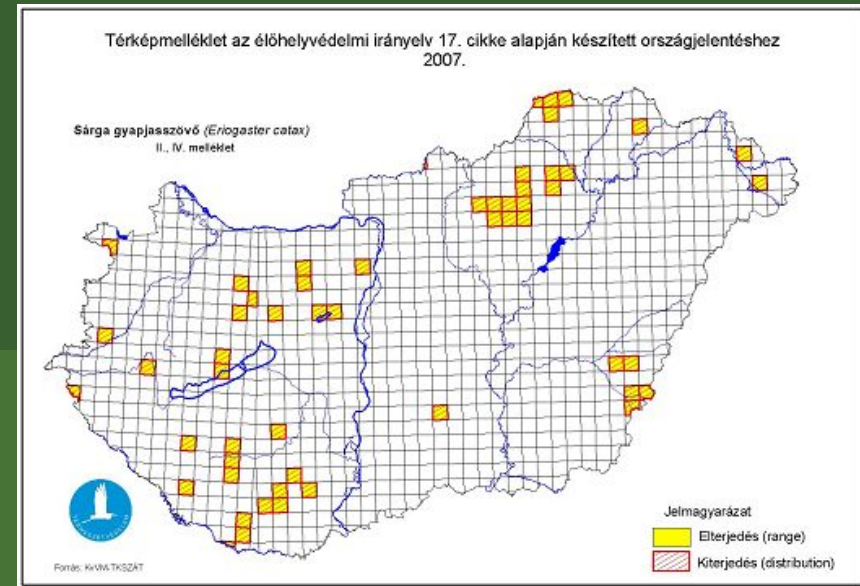 Térképmelléklet az élőhelyvédelmi irányelv 17. cikke alapján készített országjelentéshez
2007.
Sárga gyapjasszövő (Eriogaster catax)
II., IV. melléklet
Jelmagyarázat
Elterjedés (range)
Kiterjedés (distribution)
Forrás: KvVM-TKSZÁT